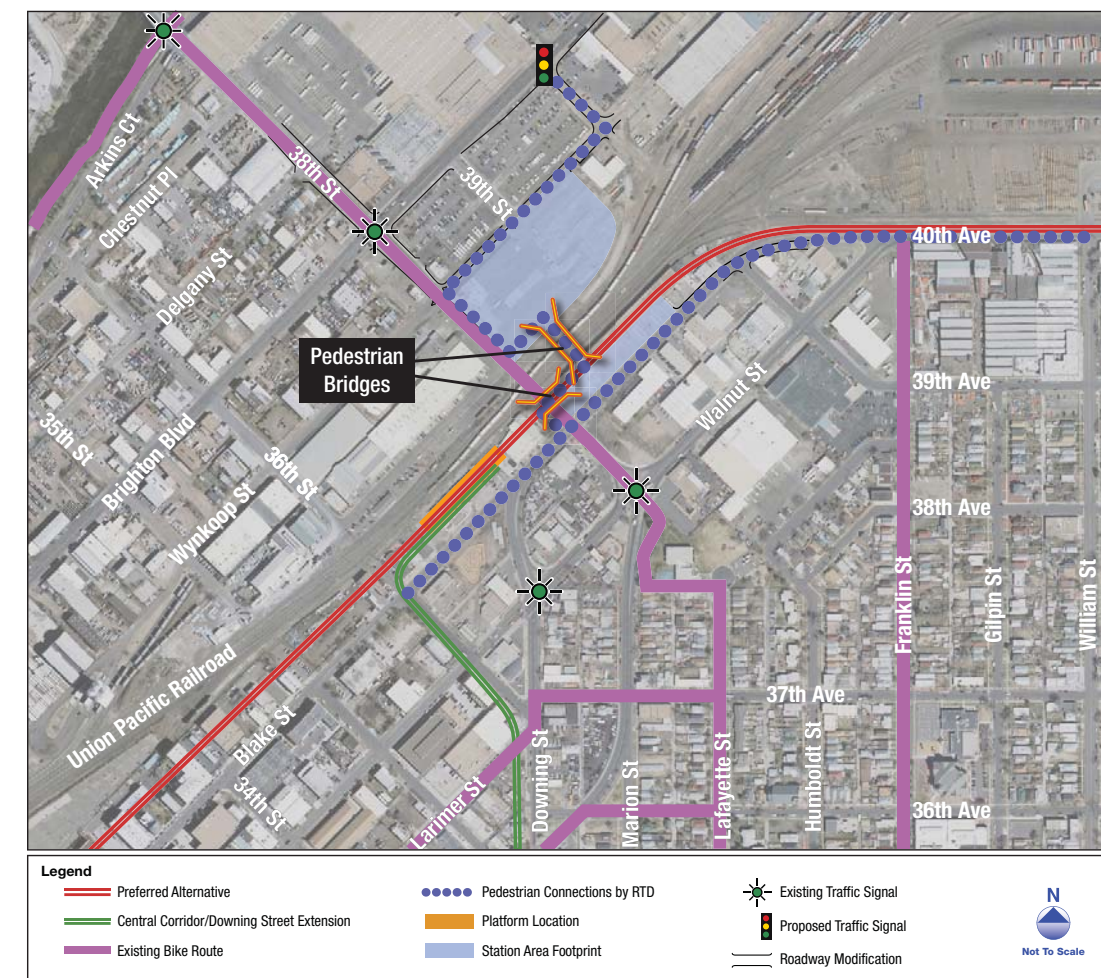 Arkins Ct
Chestnut Pl
38th St
39th St
Delgany St
40th Ave
Pedestrian
Bridges
39th Ave
Walnut St
35th St
Brighton Blvd
36th St
Wynkoop St
38th Ave
Franklin St
Gilpin St
William St
Union Pacific Railroad
37th Ave
Blake St
34th St
Larimer St
Downing St
Marion St
Lafayette St
Humboldt St
36th Ave
Legend
Preferred Alternative
Central Corridor/Downing Street Extension
Existing Bike Route
Pedestrian Connections by RTD
Platform Location
Station Area Footprint
Existing Traffic Signal
Proposed Traffic Signal
Roadway Modification
N
Not To Scale